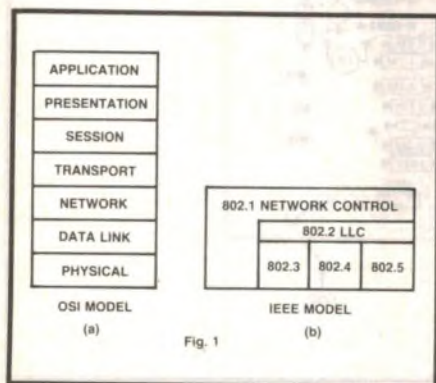 APPLICATION
PRESENTATION
SESSION
TRANSPORT
NETWORK
DATA LINK
PHYSICAL
OSI MODEL
(a)
802.1 NETWORK CONTROL
802.2 LLC
802.3 802.4 802.5
IEEE MODEL
(b)
Fig. 1